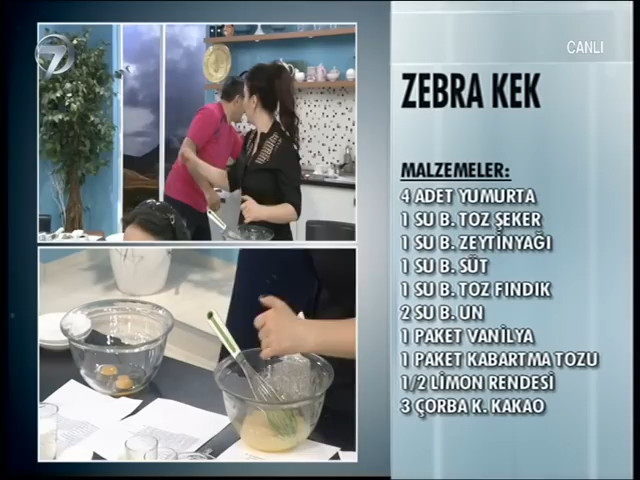 7
CANLI
ZEBRA KEK
MALZEMELER:
4 ADET YUMURTA
1 SU B. TOZ ŞEKER
1 SU B. ZEYTİNYAĞI
1 SU B. SÜT
1 SU B. TOZ FINDIK
2 SU B. UN
1 PAKET VANİLYA
1 PAKET KABARTMA TOZU
1/2 LİMON RENDESİ
3 ÇORBA K. KAKAO